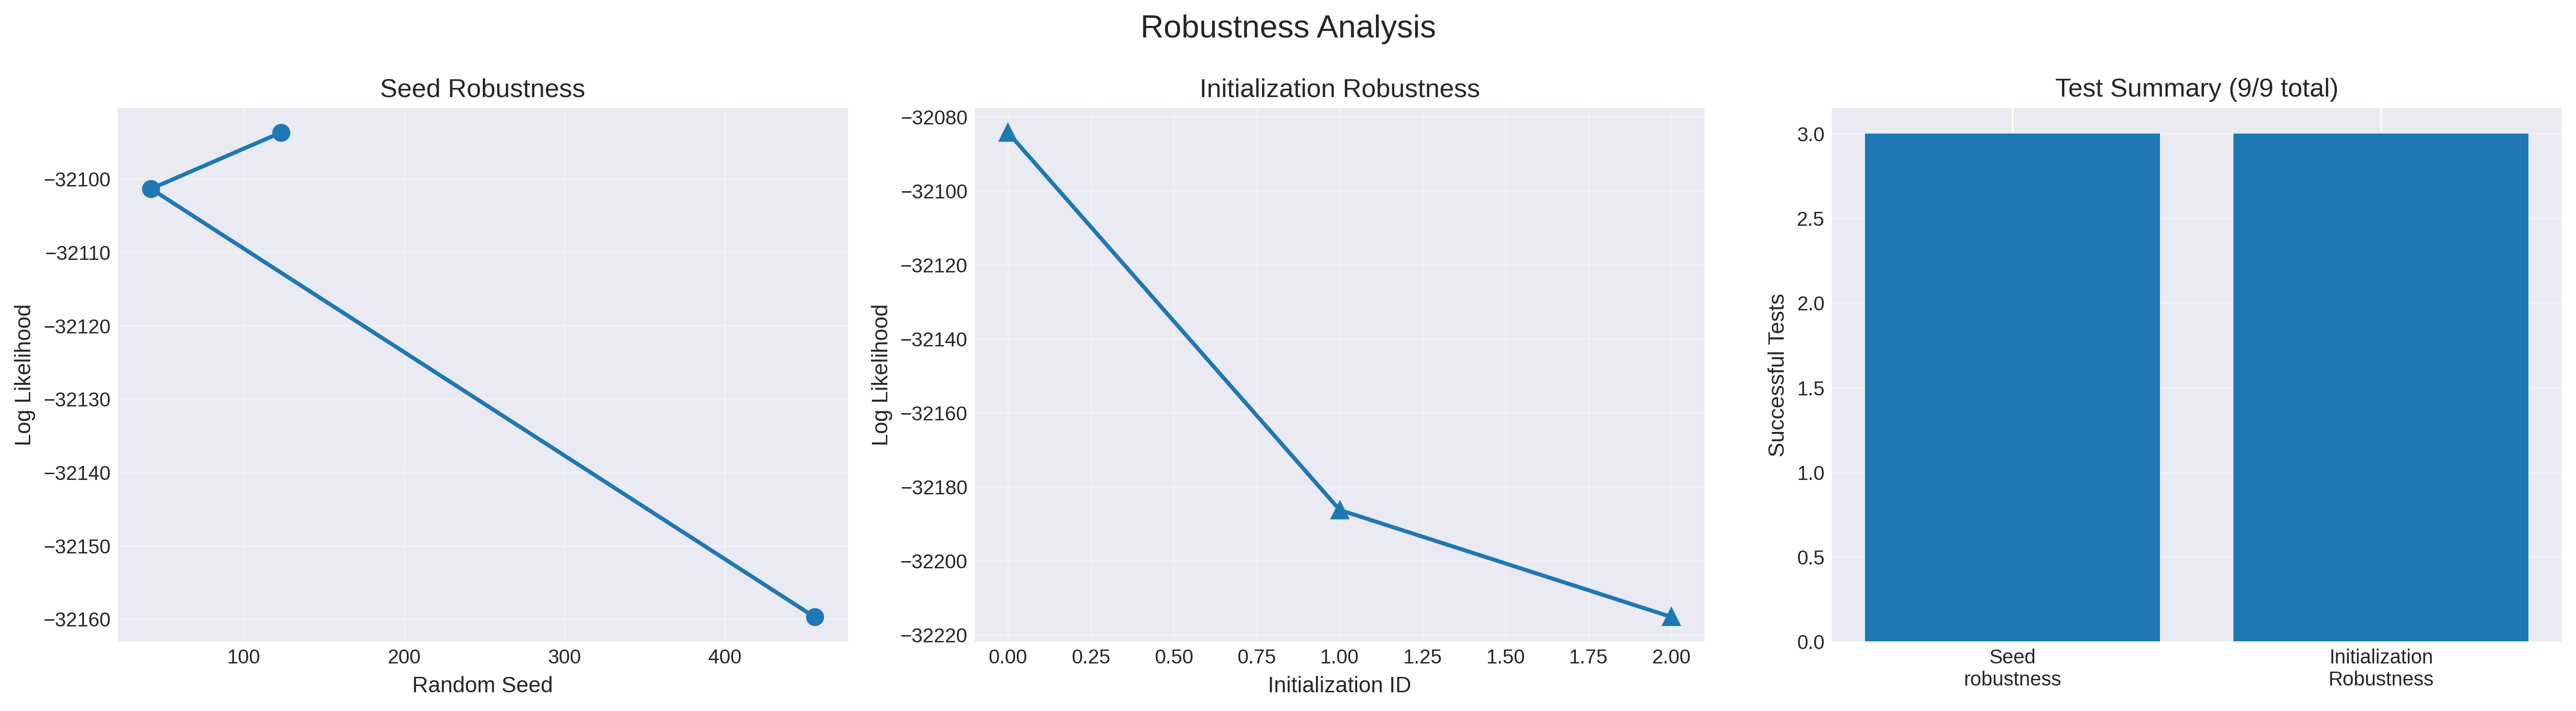 Robustness Analysis
Seed Robustness
Log Likelihood
−32100
−32110
−32120
−32130
−32140
−32150
−32160
100 200 300 400
Random Seed
Initialization Robustness
Log Likelihood
−32080
−32100
−32120
−32140
−32160
−32180
−32200
−32220
0.00 0.25 0.50 0.75 1.00 1.25 1.50 1.75 2.00
Initialization ID
Test Summary (9/9 total)
Successful Tests
3.0
2.5
2.0
1.5
1.0
0.5
0.0
Seed
robustness
Initialization
Robustness